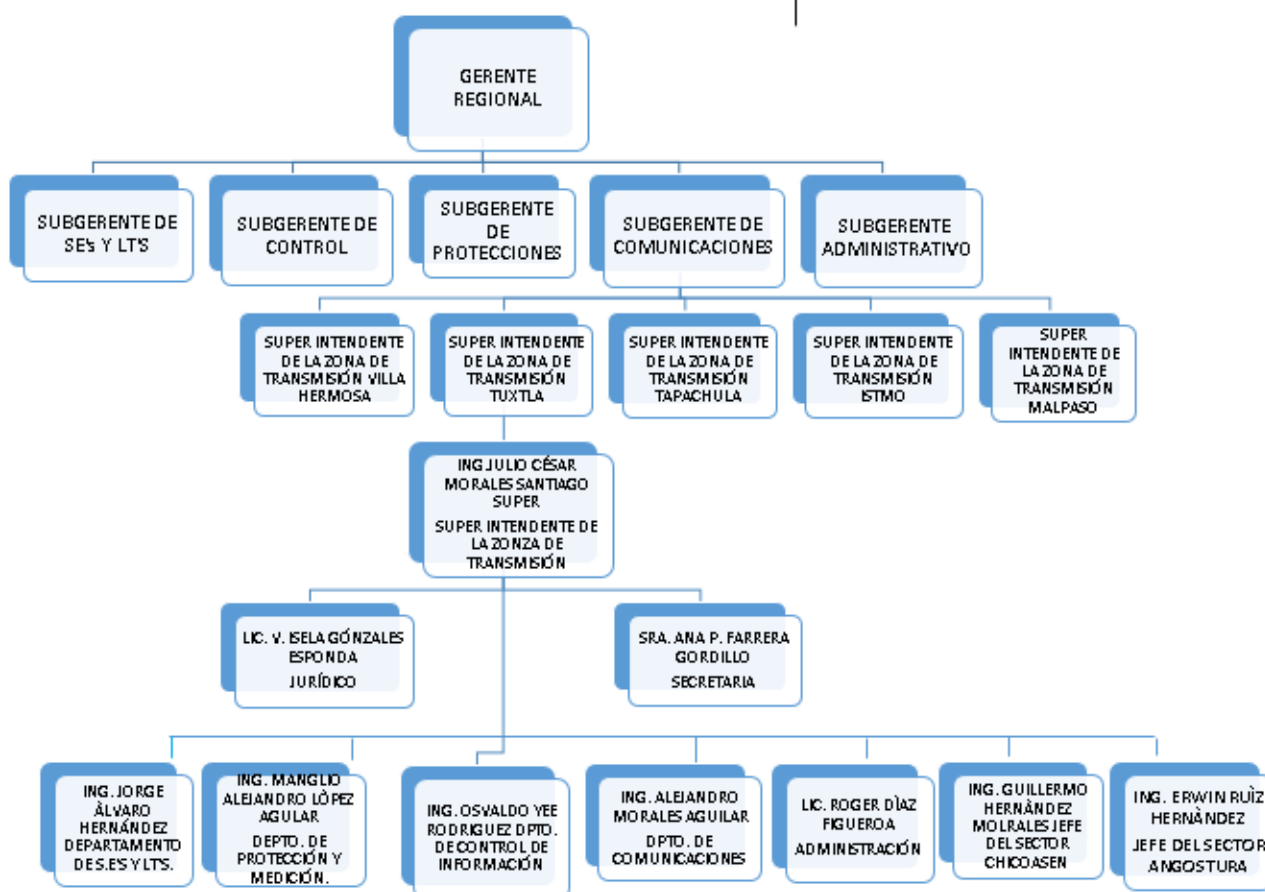 GERENTE
REGIONAL
SUBGERENTE DE
SE's Y LT'S
SUBGERENTE DE
CONTROL
SUBGERENTE
DE
PROTECCIONES
SUBGERENTE DE
COMUNICACIONES
SUBGERENTE
ADMINISTRATIVO
SUPER INTENDENTE
DE LA ZONA DE
TRANSMISIÓN VILLA
HERMOSA
SUPER INTENDENTE
DE LA ZONA DE
TRANSMISIÓN
TUXTLA
SUPER INTENDENTE
DE LA ZONA DE
TRANSMISIÓN
TAPACHULA
SUPER INTENDENTE
DE LA ZONA DE
TRANSMISIÓN
ISTMO
SUPER
INTENDENTE DE
LA ZONA DE
TRANSMISIÓN
MALPASO
ING.JULIO CÉSAR
MORALES SANTIAGO
SUPER
SUPER INTENDENTE DE
LA ZONZA DE
TRANSMISIÓN
LIC. V. ISELA GÓNZALES
ESPONDA
JURÍDICO
SRA. ANA P. FARRERA
GORDILLO
SECRETARIA
ING. JORGE
ÀLVARO
HERNÁNDEZ
DEPARTAMENTO
DE S.E'S Y LT'S.
ING. MANGLIO
ALEJANDRO LÓPEZ
AGULAR
DEPTO. DE
PROTECCIÓN Y
MEDICIÓN.
ING. OSVALDO YEE
RODRIGUEZ DPTO.
DE CONTROL DE
INFORMACIÓN
ING. ALEJANDRO
MORALES AGUILAR
DPTO. DE
COMUNICACIONES
LIC. ROGER DÌAZ
FIGUEROA
ADMINISTRACIÓN
ING. GUILLERMO
HERNÀNDEZ
MOLRALES JEFE
DEL SECTOR
CHICOASEN
ING. ERWIN RUÌZ
HERNÀNDEZ
JEFE DEL SECTOR
ANGOSTURA